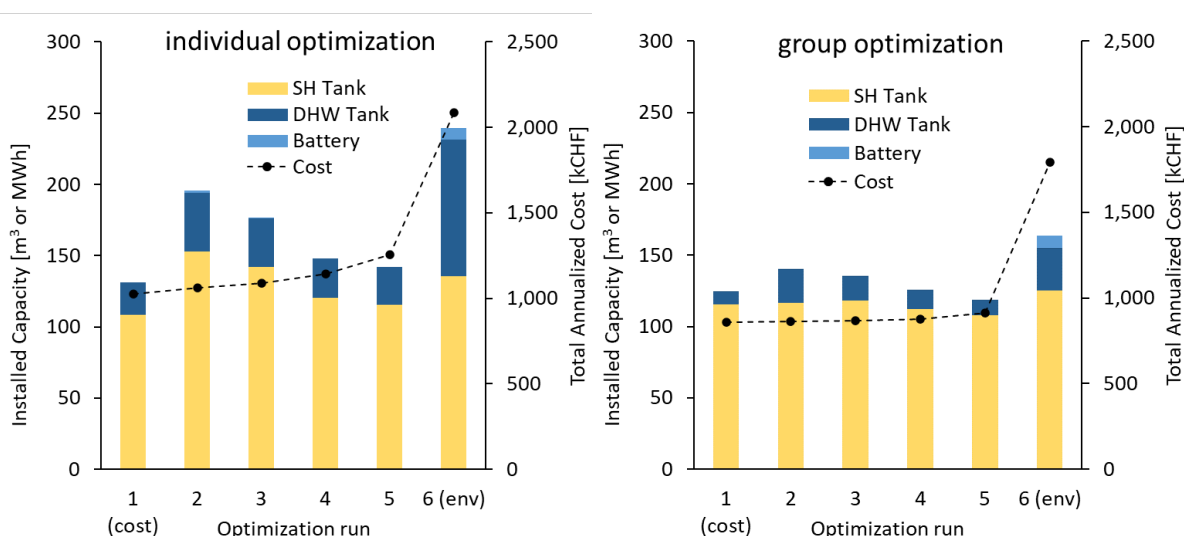 individual optimization
300
250
200
150
100
50
0
Installed Capacity [m³ or MWh]
SH Tank
DHW Tank
Battery
Cost
2,500
2,000
1,500
1,000
500
0
Total Annualized Cost [kCHF]
1 2 3 4 5 6 (env)
(cost)
Optimization run
group optimization
300
250
200
150
100
50
0
Installed Capacity [m³ or MWh]
SH Tank
DHW Tank
Battery
Cost
2,500
2,000
1,500
1,000
500
0
Total Annualized Cost [kCHF]
1 2 3 4 5 6 (env)
(cost)
Optimization run